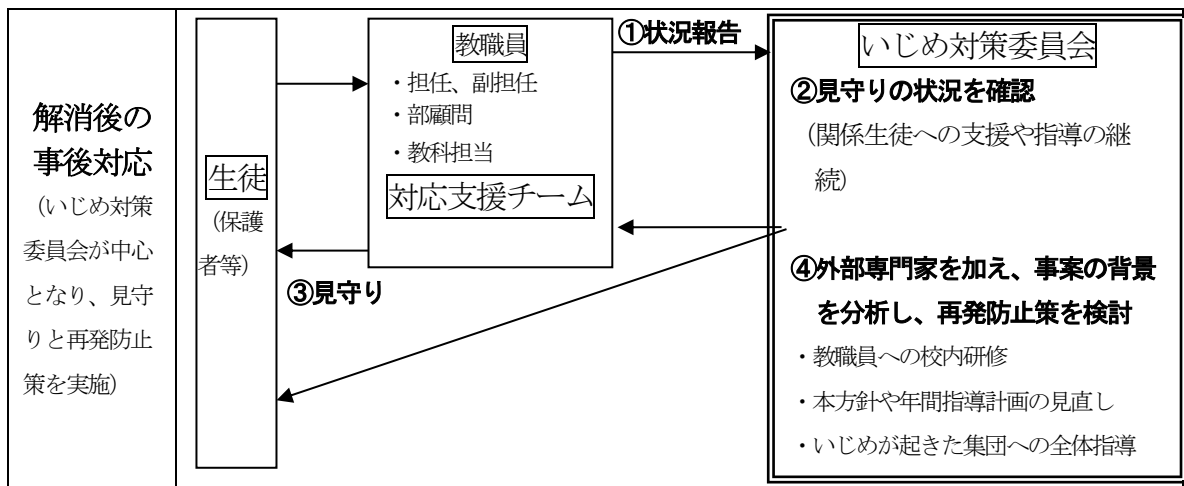 解消後の
事後対応
（いじめ対策
委員会が中心
となり、見守
りと再発防止
策を実施）
生徒
（保護
者等）
教職員
・担任、副担任
・部顧問
・教科担当
対応支援チーム
①状況報告
③見守り
いじめ対策委員会
②見守りの状況を確認
（関係生徒への支援や指導の継
続）
④外部専門家を加え、事案の背景
を分析し、再発防止策を検討
・教職員への校内研修
・本方針や年間指導計画の見直し
・いじめが起きた集団への全体指導